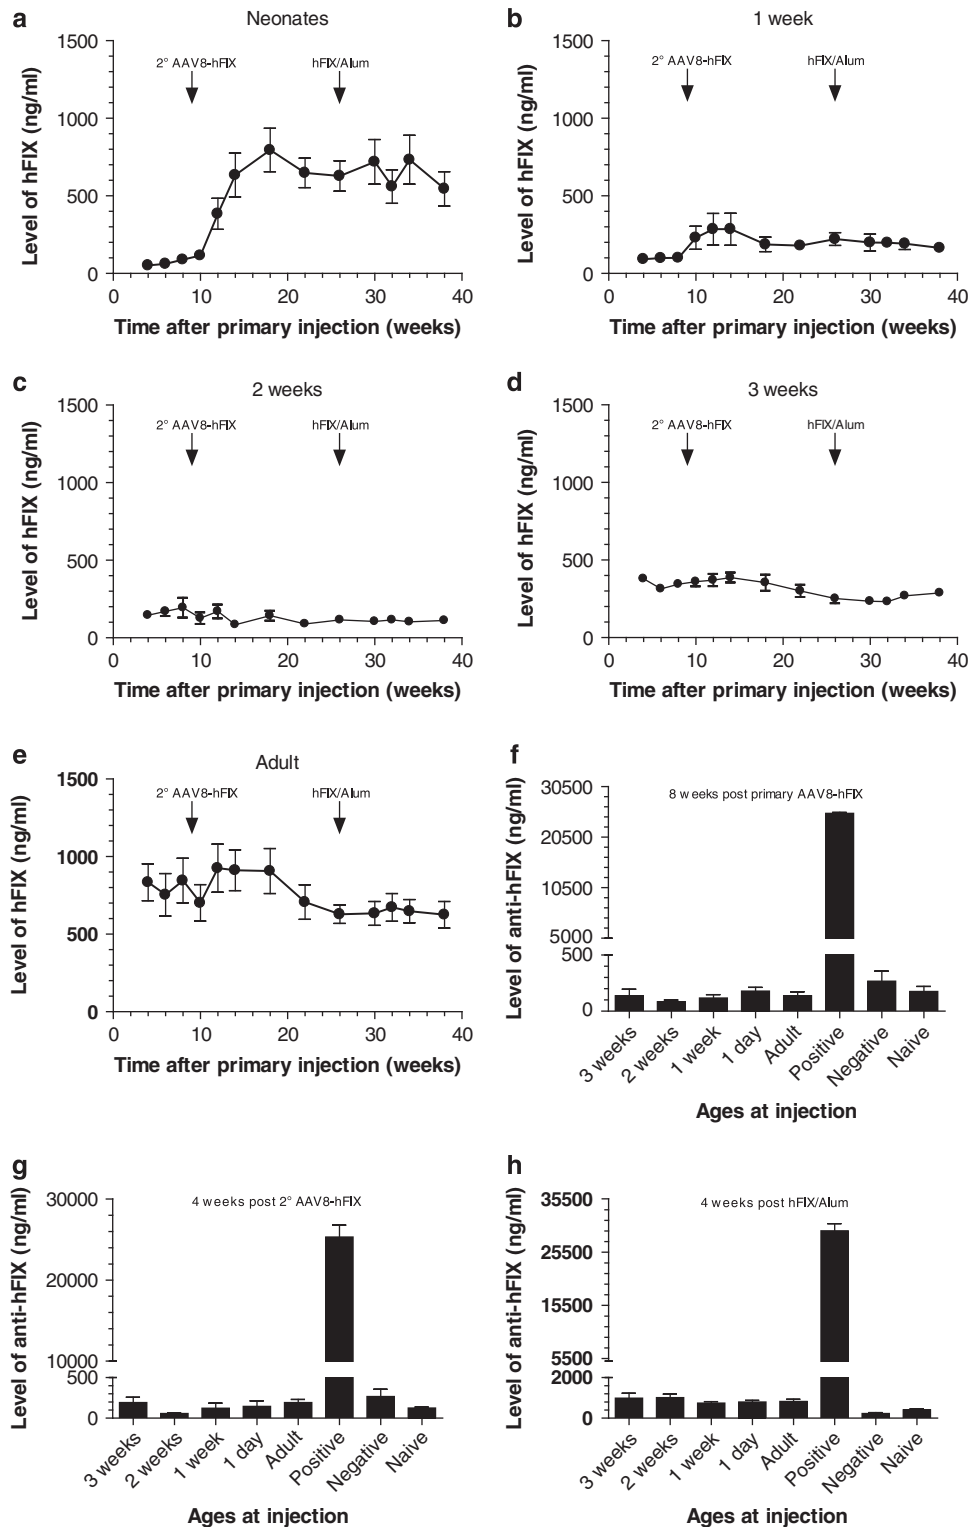 a
Neonates
Level of hFIX (ng/ml)
1500
1000
500
0
2° AAV8-hFIX
hFIX/Alum
0 10 20 30 40
Time after primary injection (weeks)
b
1 week
Level of hFIX (ng/ml)
1500
1000
500
0
2° AAV8-hFIX
hFIX/Alum
0 10 20 30 40
Time after primary injection (weeks)
c
2 weeks
Level of hFIX (ng/ml)
1500
1000
500
0
2° AAV8-hFIX
hFIX/Alum
0 10 20 30 40
Time after primary injection (weeks)
d
3 weeks
Level of hFIX (ng/ml)
1500
1000
500
0
2° AAV8-hFIX
hFIX/Alum
0 10 20 30 40
Time after primary injection (weeks)
e
Adult
Level of hFIX (ng/ml)
1500
1000
500
0
2° AAV8-hFIX
hFIX/Alum
0 10 20 30 40
Time after primary injection (weeks)
f
8 weeks post primary AAV8-hFIX
Level of anti-hFIX (ng/ml)
30500
20500
10500
5000
500
0
3 weeks
2 weeks
1 week
1 day
Adult
Positive
Negative
Naive
Ages at injection
g
4 weeks post 2° AAV8-hFIX
Level of anti-hFIX (ng/ml)
30000
20000
10000
500
0
3 weeks
2 weeks
1 week
1 day
Adult
Positive
Negative
Naive
Ages at injection
h
4 weeks post hFIX/Alum
Level of anti-hFIX (ng/ml)
35500
25500
15500
5500
2000
0
3 weeks
2 weeks
1 week
1 day
Adult
Positive
Negative
Naive
Ages at injection